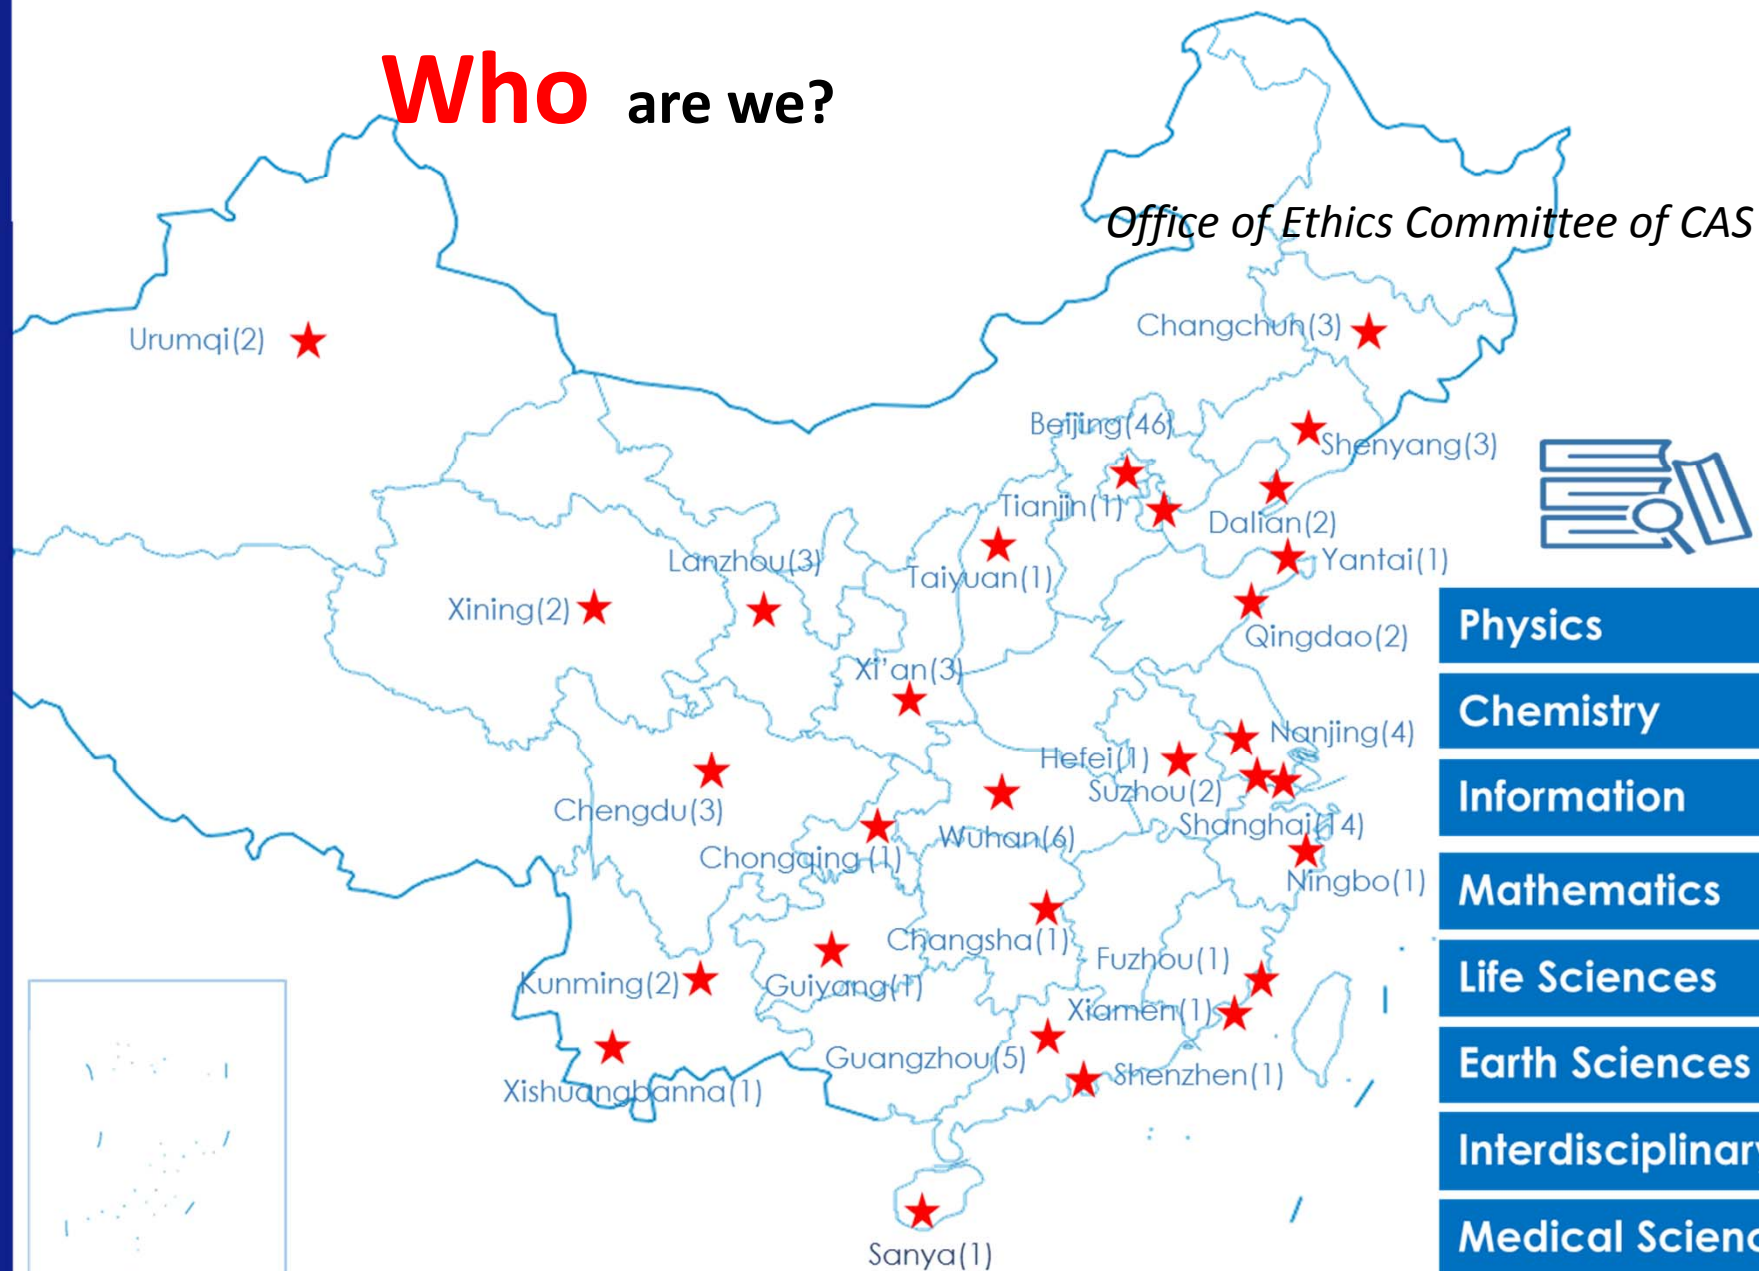 Who are we?
Office of Ethics Committee of CAS
Urumqi(2)
Changchun(3)
Beijing(46)
Shenyang(3)
Tianjin(1)
Dalian(2)
Lanzhou(3)
Taiyuan(1)
Yantai(1)
Xining(2)
Qingdao(2)
Xi'an(3)
Nanjing(4)
Hefei(1)
Suzhou(2)
Chengdu(3)
Shanghai(14)
Wuhan(6)
Chongqing (1)
Ningbo(1)
Changsha(1)
Fuzhou(1)
Kunming(2)
Guiyang(1)
Xiamen(1)
Guangzhou(5)
Shenzhen(1)
Xishuangbanna(1)
Sanya(1)
Physics
Chemistry
Information
Mathematics
Life Sciences
Earth Sciences
Interdisciplinary
Medical Scienc